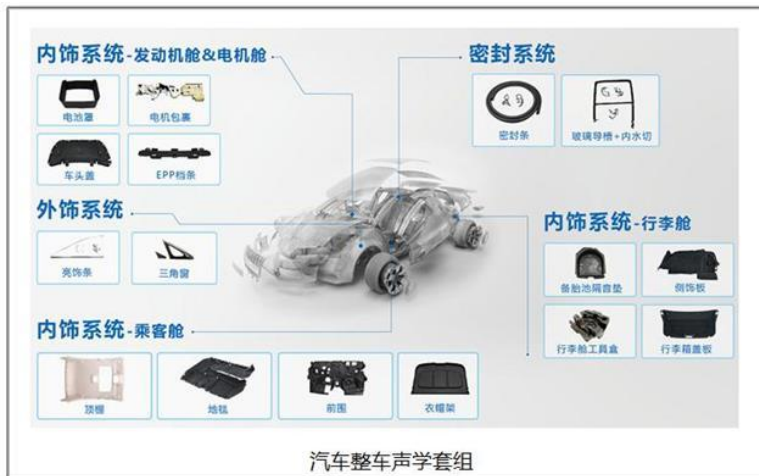 内饰系统-发动机舱&电机舱
电池罩
电机包裹
车头盖
EPP档条
密封系统
密封条
玻璃导槽+内水切
外饰系统
亮饰条
三角窗
内饰系统-行李舱
备胎池隔音垫
侧饰板
行李舱工具盒
行李箱盖板
内饰系统-乘客舱
顶棚
地毯
前围
衣帽架
汽车整车声学套组